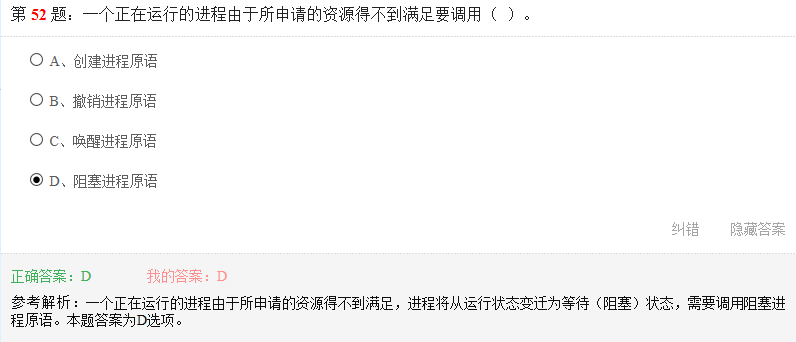 第 52 题：一个正在运行的进程由于所申请的资源得不到满足要调用（ ）。
A、创建进程原语
B、撤销进程原语
C、唤醒进程原语
D、阻塞进程原语
纠错 隐藏答案
正确答案：D 我的答案：D
参考解析：一个正在运行的进程由于所申请的资源得不到满足，进程将从运行状态变迁为等待（阻塞）状态，需要调用阻塞进
程原语。本题答案为D选项。